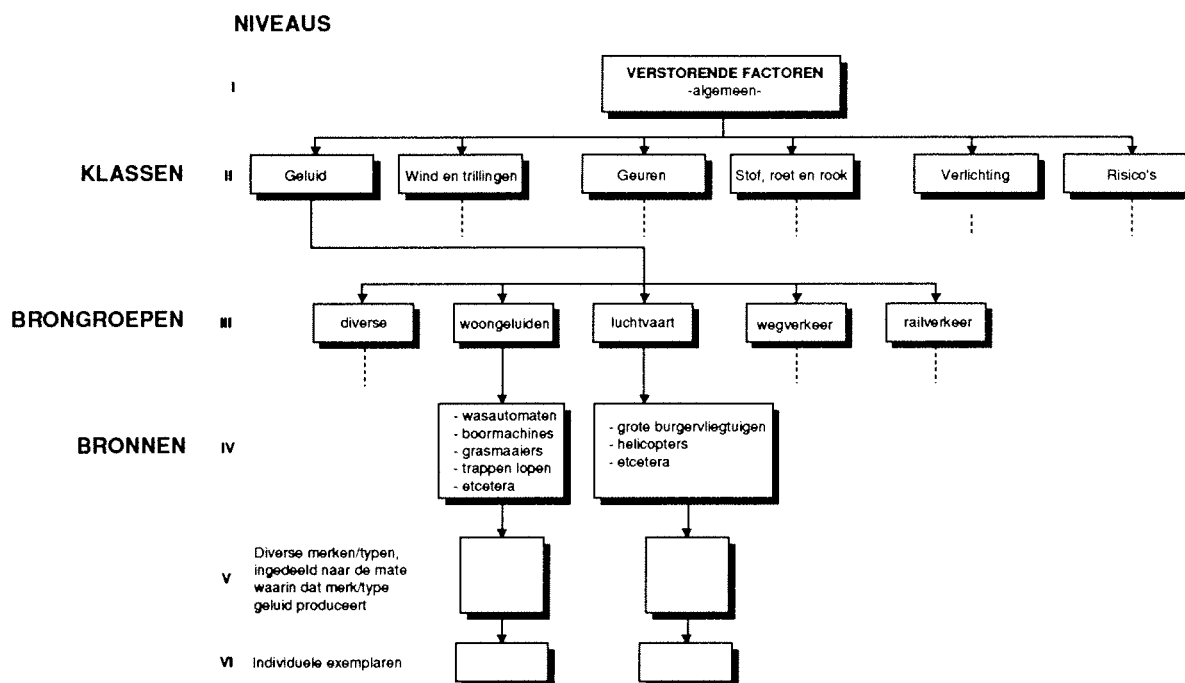 NIVEAUS
VERSTORENDE FACTOREN
-algemeen-
I
KLASSEN
II
Geluid
Wind en trillingen
Geuren
Stof, roet en rook
Verlichting
Risico's
BRONGROEPEN
III
diverse
woongeluiden
luchtvaart
wegverkeer
railverkeer
BRONNEN
IV
- wasautomaten
- boormachines
- grasmaaiers
- trappen lopen
- etcetera
- grote burgervliegtuigen
- helicopters
- etcetera
V
Diverse merken/typen,
ingedeeld naar de mate
waarin dat merk/type
geluid produceert
VI
Individuele exemplaren